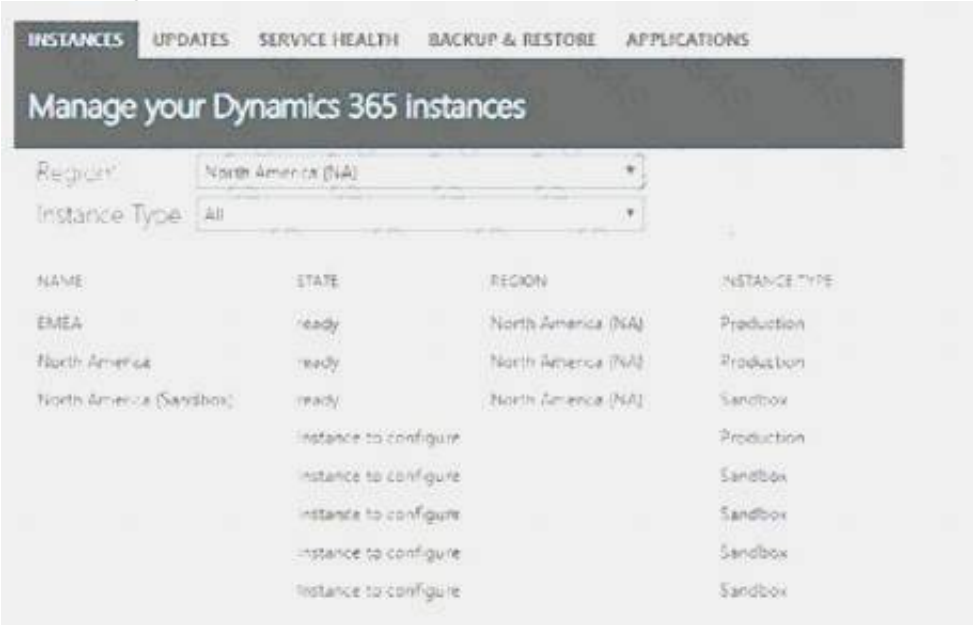 INSTANCES UPDATES SERVICE HEALTH BACKUP & RESTORE APPLICATIONS
Manage your Dynamics 365 instances
Region: North America (NA)
Instance Type All
NAME STATE REGION INSTANCE TYPE
EMEA ready North America (NA) Production
North America ready North America (NA) Production
North America (Sandbox) ready North America (NA) Sandbox
Instance to configure Production
Instance to configure Sandbox
Instance to configure Sandbox
Instance to configure Sandbox
Instance to configure Sandbox